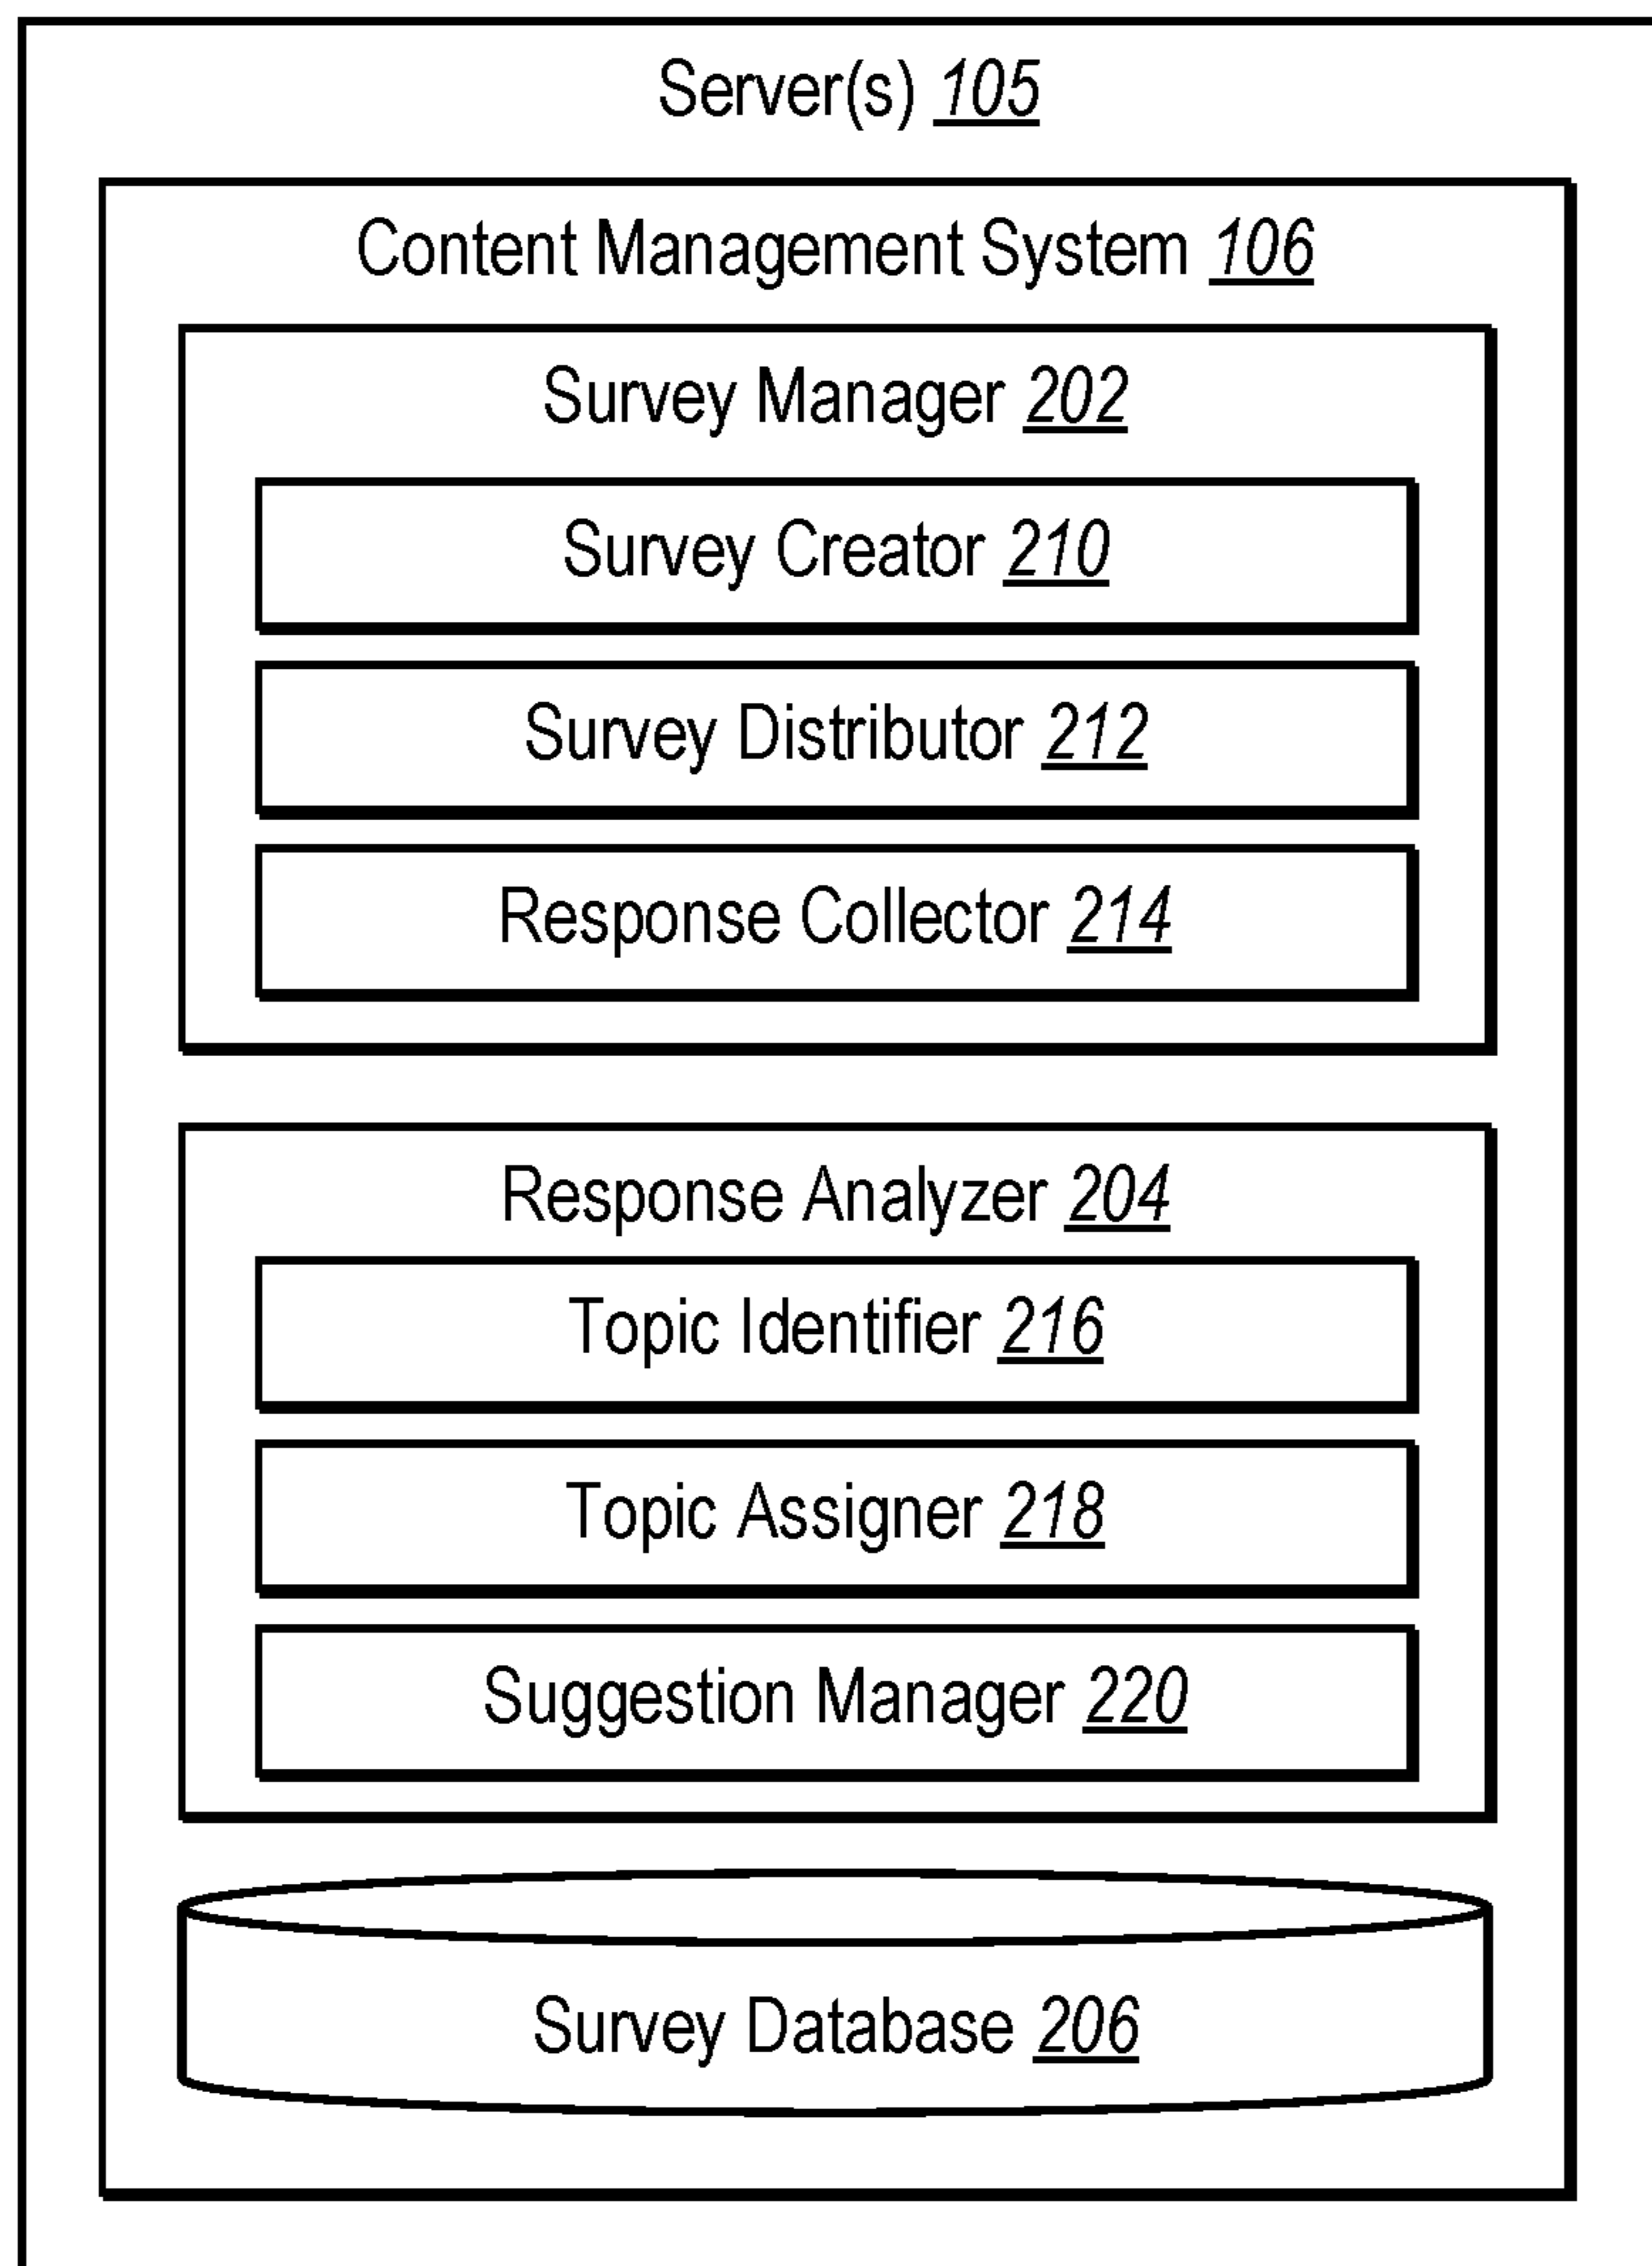 Server(s) 105
Content Management System 106
Survey Manager 202
Survey Creator 210
Survey Distributor 212
Response Collector 214
Response Analyzer 204
Topic Identifier 216
Topic Assigner 218
Suggestion Manager 220
Survey Database 206